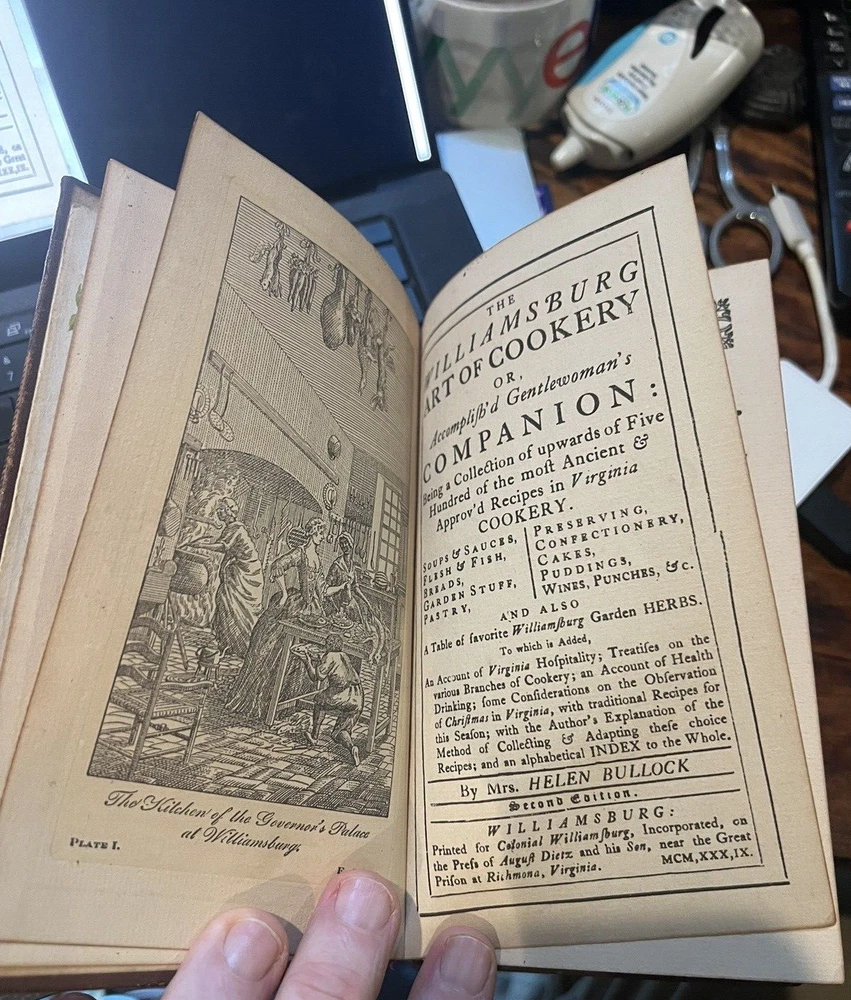 The Kitchen of the Governor's Palace
at Williamsburg.
PLATE I.
THE
WILLIAMSBURG
ART OF COOKERY
OR,
Accompliſh'd Gentlewoman's
COMPANION:
Being a Collection of upwards of Five
Hundred of the moſt Ancient &
Approv'd Recipes in Virginia
COOKERY.
SOUPS & SAUCES,
FLESH & FISH,
BREADS,
GARDEN STUFF,
PASTRY,
PRESERVING,
CONFECTIONERY,
CAKES,
PUDDINGS,
WINES, PUNCHES, &c.
AND ALSO
A Table of favorite Williamſburg Garden HERBS.
To which is Added,
An Account of Virginia Hoſpitality; Treatiſes on the
various Branches of Cookery; an Account of Health
Drinking; ſome Conſiderations on the Obſervation
of Chriſtmas in Virginia, with traditional Recipes for
this Seaſon; with the Author's Explanation of the
Method of Collecting & Adapting theſe choice
Recipes; and an alphabetical INDEX to the Whole.
By Mrs. HELEN BULLOCK
Second Edition.
WILLIAMSBURG:
Printed for Colonial Williamſburg, Incorporated, on
the Preſs of Auguſt Dietz and his Son, near the Great
Priſon at Richmond, Virginia. MCM,XXX,IX.